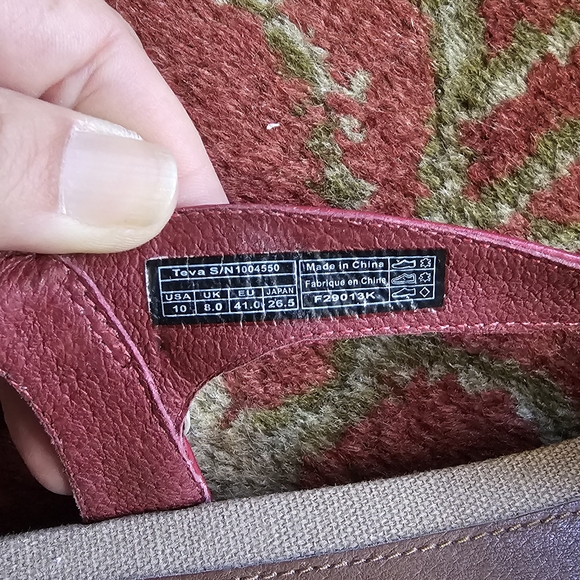 Teva S/N1004550
USA UK EU JAPAN
10 8.0 41.0 26.5
Made in China
Fabrique en Chine
F29013K